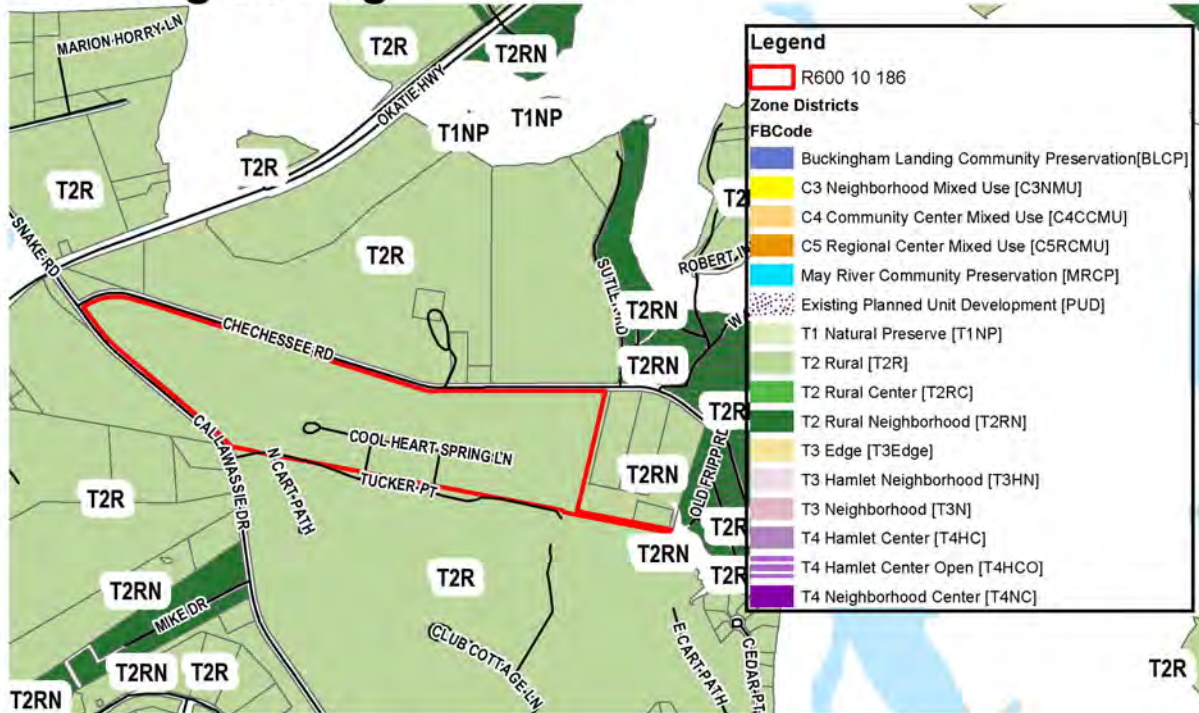 MARION HORRY LN
T2R
T2RN
OKATIE HWY
T1NP
T1NP
T2R
T2R
SNAKE RD
T2R
ROBERT
CHECHESSEE RD
T2RN
T2RN
CALLAWASSIE DR
COOL HEART SPRING LN
T2RN
OLD FRIPP RD
N CART PATH
TUCKER PT
T2R
T2RN
T2R
T2RN
MIKE DR
CLUB COTTAGE LN
E CART PATH
CEDAR PT
T2RN
T2R
T2RN
T2R
Legend
R600 10 186
Zone Districts
FBCode
Buckingham Landing Community Preservation[BLCP]
C3 Neighborhood Mixed Use [C3NMU]
C4 Community Center Mixed Use [C4CCMU]
C5 Regional Center Mixed Use [C5RCMU]
May River Community Preservation [MRCP]
Existing Planned Unit Development [PUD]
T1 Natural Preserve [T1NP]
T2 Rural [T2R]
T2 Rural Center [T2RC]
T2 Rural Neighborhood [T2RN]
T3 Edge [T3Edge]
T3 Hamlet Neighborhood [T3HN]
T3 Neighborhood [T3N]
T4 Hamlet Center [T4HC]
T4 Hamlet Center Open [T4HCO]
T4 Neighborhood Center [T4NC]